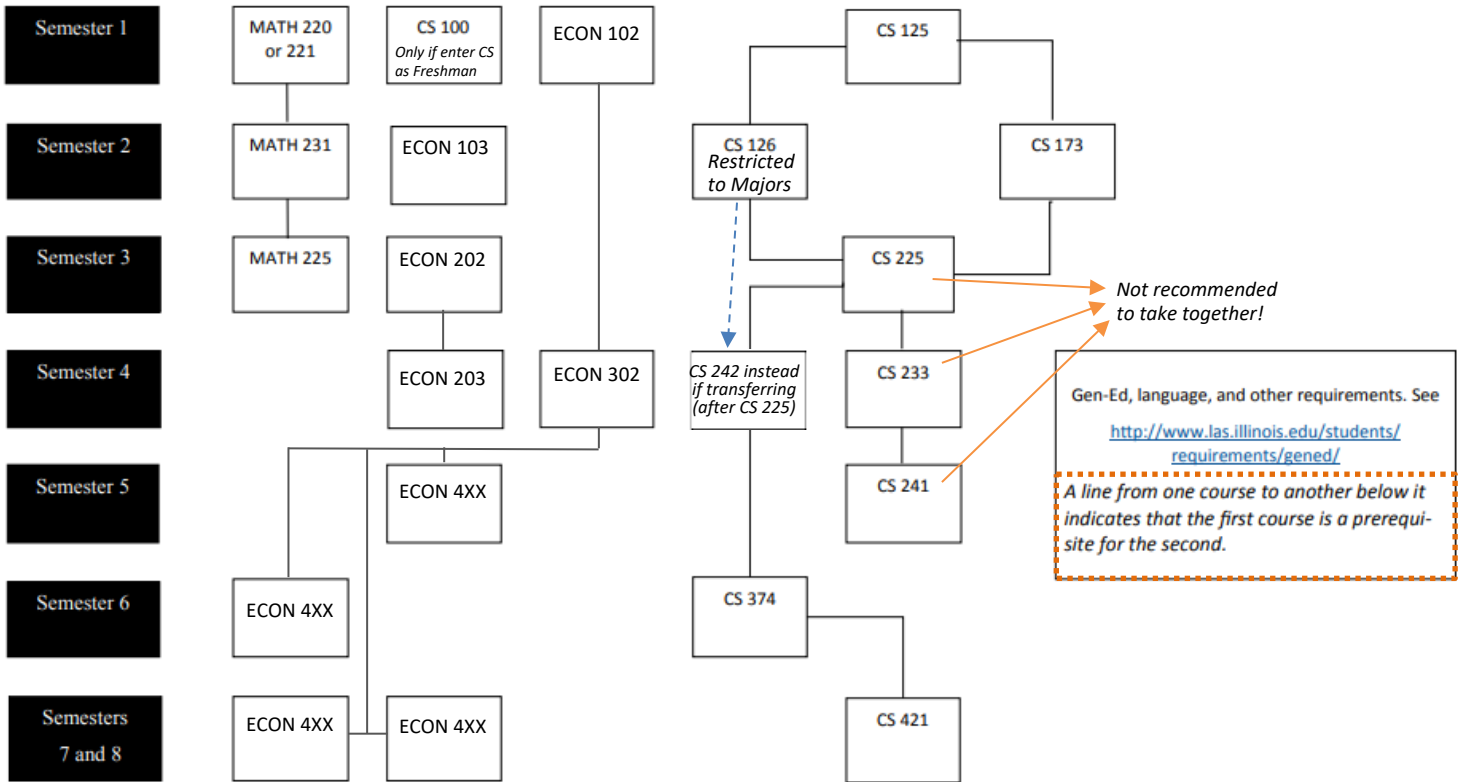 Semester 1
MATH 220
or 221
CS 100
Only if enter CS
as Freshman
ECON 102
CS 125
Semester 2
MATH 231
ECON 103
CS 126
Restricted
to Majors
CS 173
Semester 3
MATH 225
ECON 202
CS 225
Not recommended
to take together!
Semester 4
ECON 203
ECON 302
CS 242 instead
if transferring
(after CS 225)
CS 233
Gen-Ed, language, and other requirements. See
http://www.las.illinois.edu/students/
requirements/gened/
A line from one course to another below it
indicates that the first course is a prerequi-
site for the second.
Semester 5
ECON 4XX
CS 241
Semester 6
ECON 4XX
CS 374
Semesters
7 and 8
ECON 4XX
ECON 4XX
CS 421